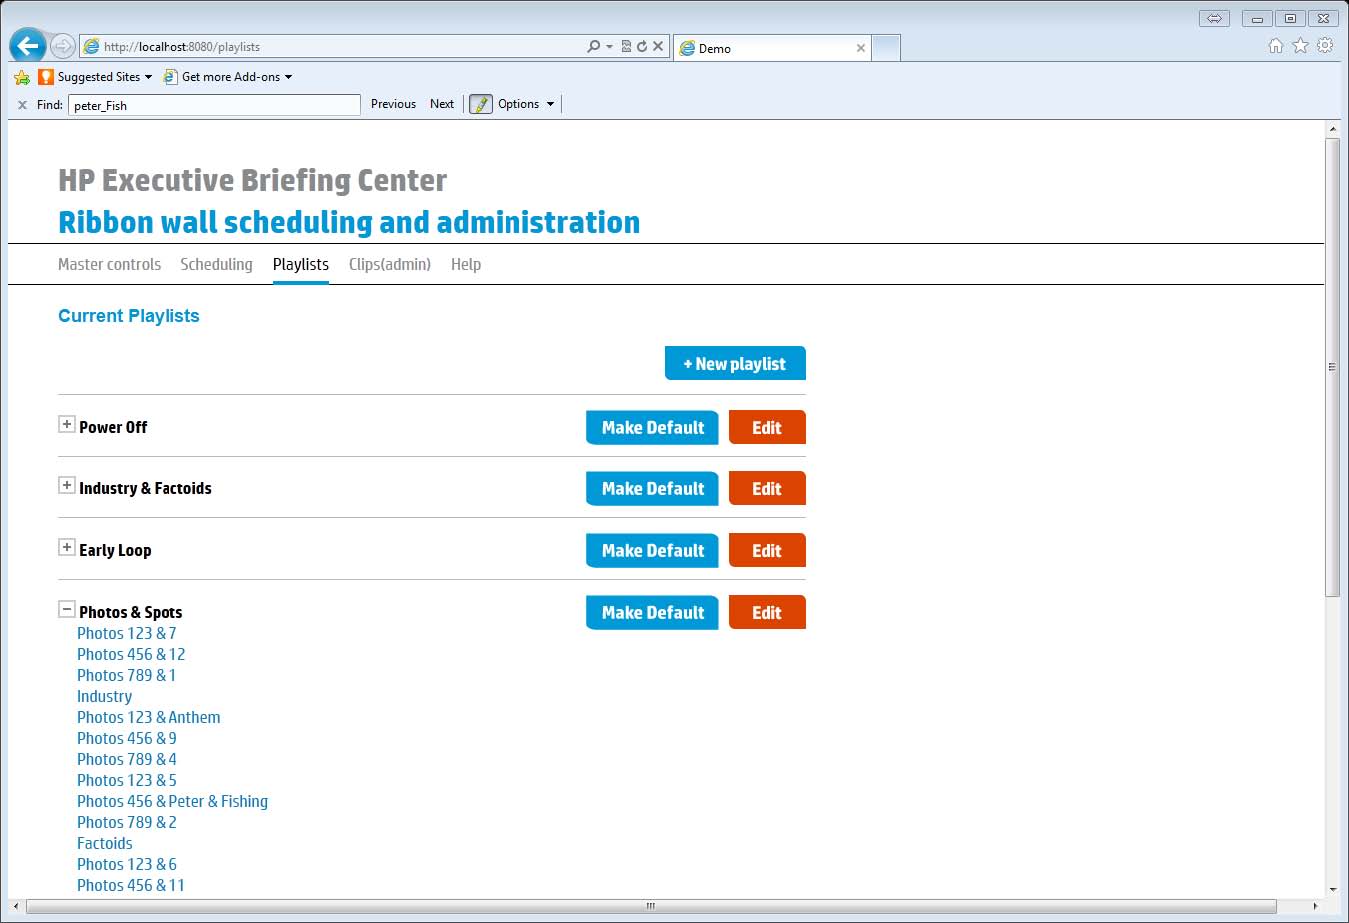 http://localhost:8080/playlists
Demo
Suggested Sites
Get more Add-ons
Find: peter_Fish Previous Next Options
HP Executive Briefing Center
Ribbon wall scheduling and administration
Master controls Scheduling Playlists Clips(admin) Help
Current Playlists
+ New playlist
Power Off Make Default Edit
Industry & Factoids Make Default Edit
Early Loop Make Default Edit
Photos & Spots Make Default Edit
Photos 123 & 7
Photos 456 & 12
Photos 789 & 1
Industry
Photos 123 & Anthem
Photos 456 & 9
Photos 789 & 4
Photos 123 & 5
Photos 456 & Peter & Fishing
Photos 789 & 2
Factoids
Photos 123 & 6
Photos 456 & 11